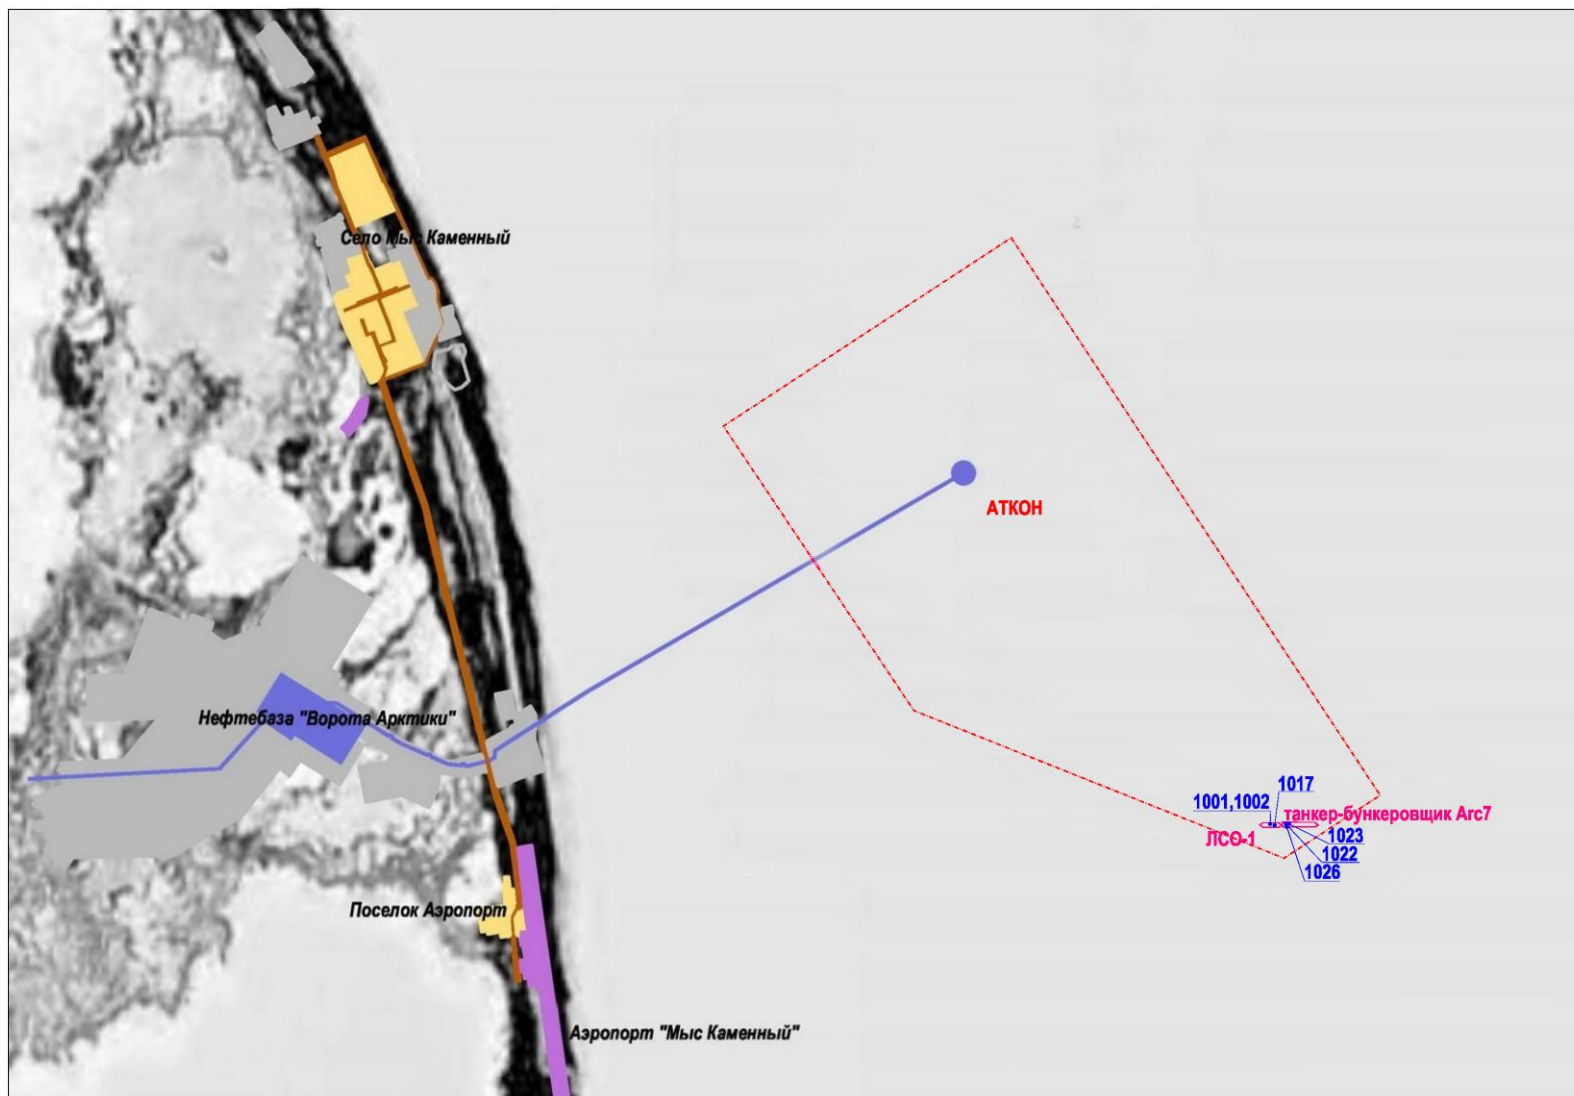 Село Мыс Каменный
АТКОН
Нефтебаза "Ворота Арктики"
1017
1001,1002
танкер-бункеровщик Arc7
ЛСО-1
1023
1022
1026
Поселок Аэропорт
Аэропорт "Мыс Каменный"